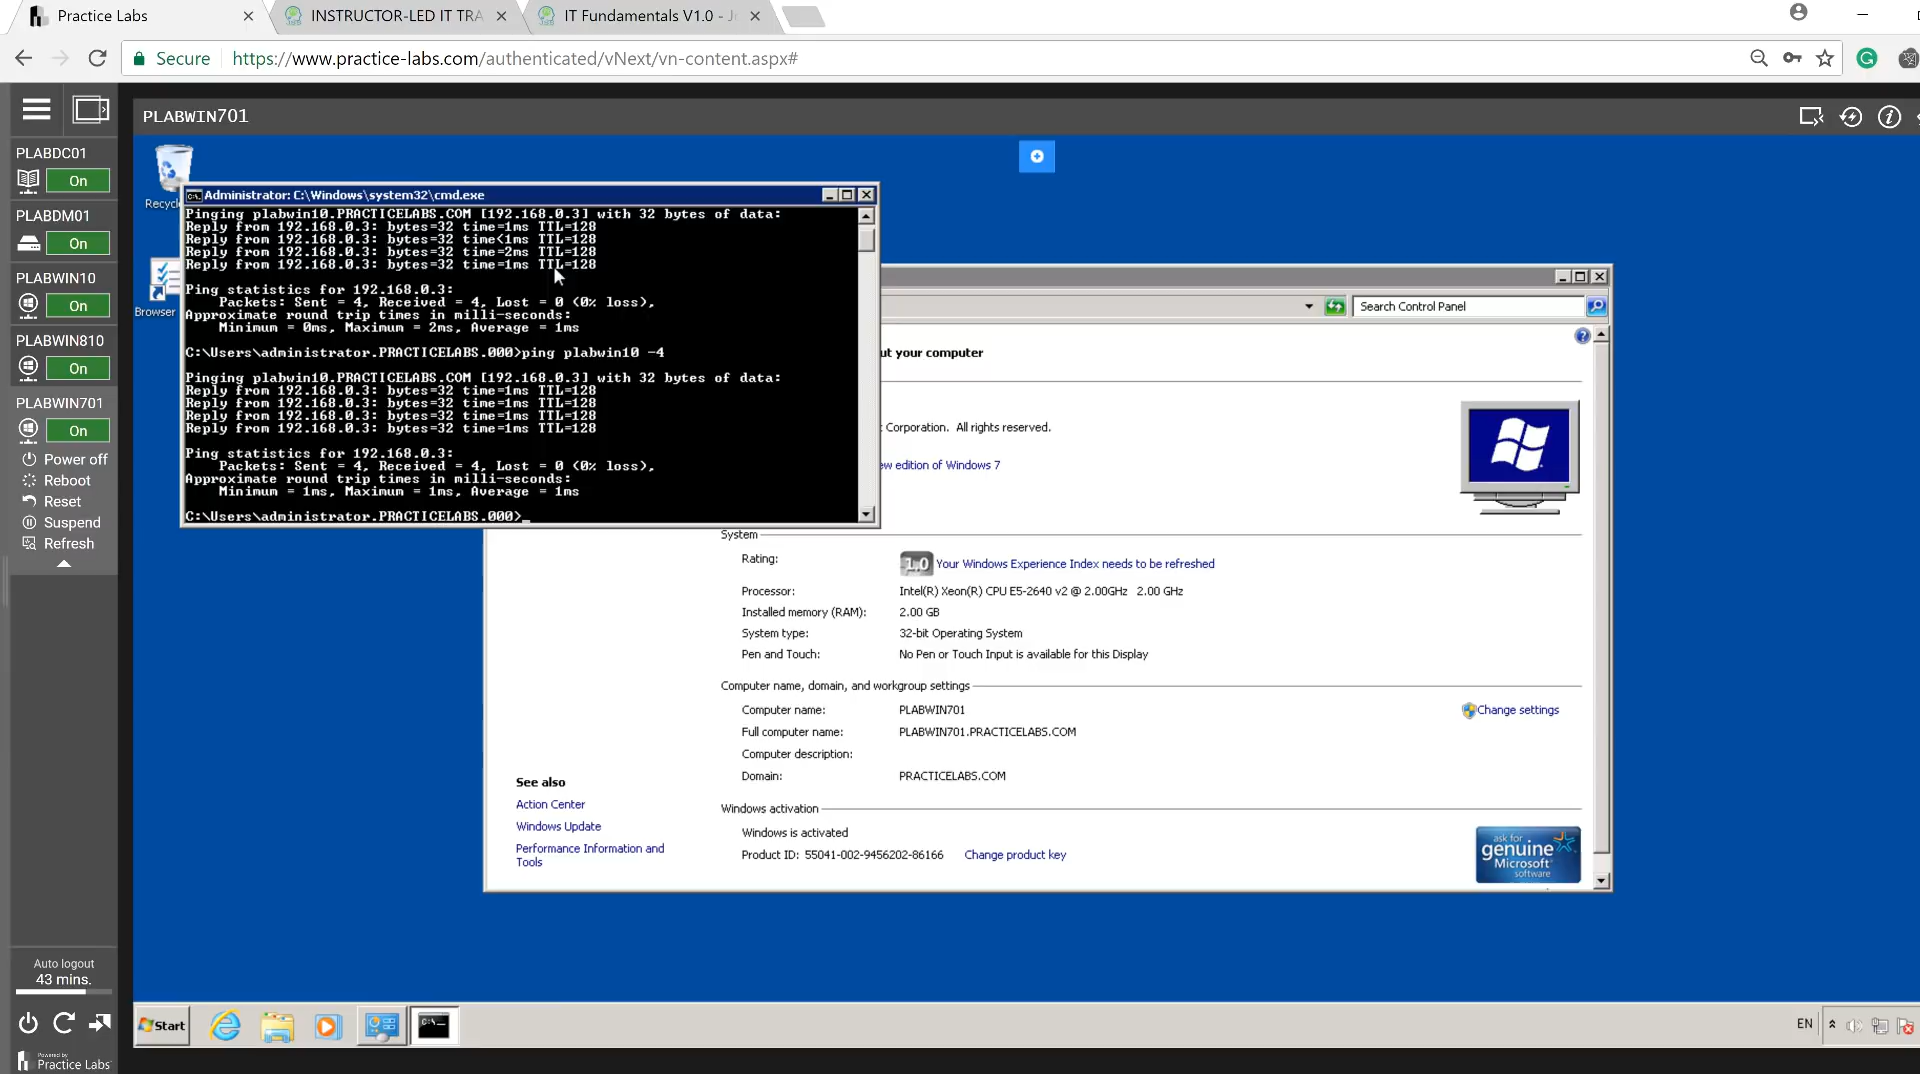 Practice Labs
INSTRUCTOR-LED IT TRA
IT Fundamentals V1.0 - J
Secure
https://www.practice-labs.com/authenticated/vNext/vn-content.aspx#
PLABWIN701
PLABDC01
On
PLABDM01
On
PLABWIN10
On
PLABWIN810
On
PLABWIN701
On
Power off
Reboot
Reset
Suspend
Refresh
Auto logout
43 mins.
Powered by
Practice Labs
Recycl
Browser
Administrator: C:\Windows\system32\cmd.exe
Pinging plabwin10.PRACTICELABS.COM [192.168.0.3] with 32 bytes of data:
Reply from 192.168.0.3: bytes=32 time=1ms TTL=128
Reply from 192.168.0.3: bytes=32 time<1ms TTL=128
Reply from 192.168.0.3: bytes=32 time=2ms TTL=128
Reply from 192.168.0.3: bytes=32 time=1ms TTL=128
Ping statistics for 192.168.0.3:
Packets: Sent = 4, Received = 4, Lost = 0 (0% loss),
Approximate round trip times in milli-seconds:
Minimum = 0ms, Maximum = 2ms, Average = 1ms
C:\Users\administrator.PRACTICELABS.000>ping plabwin10 -4
Pinging plabwin10.PRACTICELABS.COM [192.168.0.3] with 32 bytes of data:
Reply from 192.168.0.3: bytes=32 time=1ms TTL=128
Reply from 192.168.0.3: bytes=32 time=1ms TTL=128
Reply from 192.168.0.3: bytes=32 time=1ms TTL=128
Reply from 192.168.0.3: bytes=32 time=1ms TTL=128
Ping statistics for 192.168.0.3:
Packets: Sent = 4, Received = 4, Lost = 0 (0% loss),
Approximate round trip times in milli-seconds:
Minimum = 1ms, Maximum = 1ms, Average = 1ms
C:\Users\administrator.PRACTICELABS.000>_
Search Control Panel
ut your computer
Corporation. All rights reserved.
ew edition of Windows 7
System
Rating:
1.0 Your Windows Experience Index needs to be refreshed
Processor: Intel(R) Xeon(R) CPU E5-2640 v2 @ 2.00GHz 2.00 GHz
Installed memory (RAM): 2.00 GB
System type: 32-bit Operating System
Pen and Touch: No Pen or Touch Input is available for this Display
Computer name, domain, and workgroup settings
Computer name: PLABWIN701
Change settings
Full computer name: PLABWIN701.PRACTICELABS.COM
Computer description:
Domain: PRACTICELABS.COM
Windows activation
Windows is activated
Product ID: 55041-002-9456202-86166 Change product key
See also
Action Center
Windows Update
Performance Information and
Tools
ask for
genuine
Microsoft
software
Start
EN